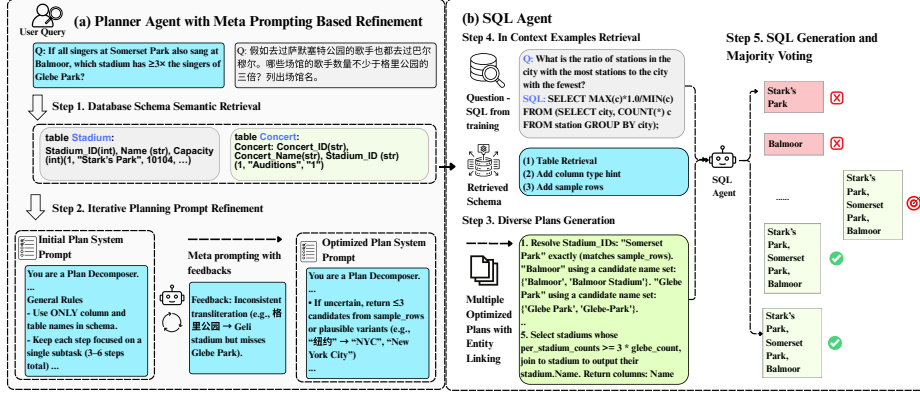 (a) Planner Agent with Meta Prompting Based Refinement
User Query
Q: If all singers at Somerset Park also sang at
Balmoor, which stadium has ≥3× the singers of
Glebe Park?
Q: 假如去过萨默塞特公园的歌手也都去过巴尔
穆尔。哪些场馆的歌手数量不少于格里公园的
三倍？列出场馆名。
Step 1. Database Schema Semantic Retrieval
table Stadium:
Stadium_ID(int), Name (str), Capacity
(int)(1, "Stark's Park", 10104, ...)
table Concert:
Concert: Concert_ID(str),
Concert_Name(str), Stadium_ID (str)
(1, "Auditions", "1")
Step 2. Iterative Planning Prompt Refinement
Initial Plan System
Prompt
You are a Plan Decomposer.
...
General Rules
- Use ONLY column and
table names in schema.
- Keep each step focused on a
single subtask (3–6 steps
total) ...
Meta prompting with
feedbacks
Feedback: Inconsistent
transliteration (e.g., 格
里公园 → Geli
stadium but misses
Glebe Park).
Optimized Plan System
Prompt
You are a Plan Decomposer.
...
• If uncertain, return ≤3
candidates from sample_rows
or plausible variants (e.g.,
“纽约” → “NYC”, “New
York City”)
...
(b) SQL Agent
Step 4. In Context Examples Retrieval
Question -
SQL from
training
Q: What is the ratio of stations in the
city with the most stations to the city
with the fewest?
SQL: SELECT MAX(c)*1.0/MIN(c)
FROM (SELECT city, COUNT(*) c
FROM station GROUP BY city);
Retrieved
Schema
(1) Table Retrieval
(2) Add column type hint
(3) Add sample rows
Step 3. Diverse Plans Generation
Multiple
Optimized
Plans with
Entity
Linking
1. Resolve Stadium_IDs: "Somerset
Park" exactly (matches sample_rows).
"Balmoor" using a candidate name set:
{'Balmoor', 'Balmoor Stadium'}. "Glebe
Park" using a candidate name set:
{'Glebe Park', 'Glebe-Park'}.
..
5. Select stadiums whose
per_stadium_counts >= 3 * glebe_count,
join to stadium to output their
stadium.Name. Return columns: Name
SQL
Agent
Step 5. SQL Generation and
Majority Voting
Stark's
Park
Balmoor
......
Stark's
Park,
Somerset
Park,
Balmoor
Stark's
Park,
Somerset
Park,
Balmoor
Stark's
Park,
Somerset
Park,
Balmoor